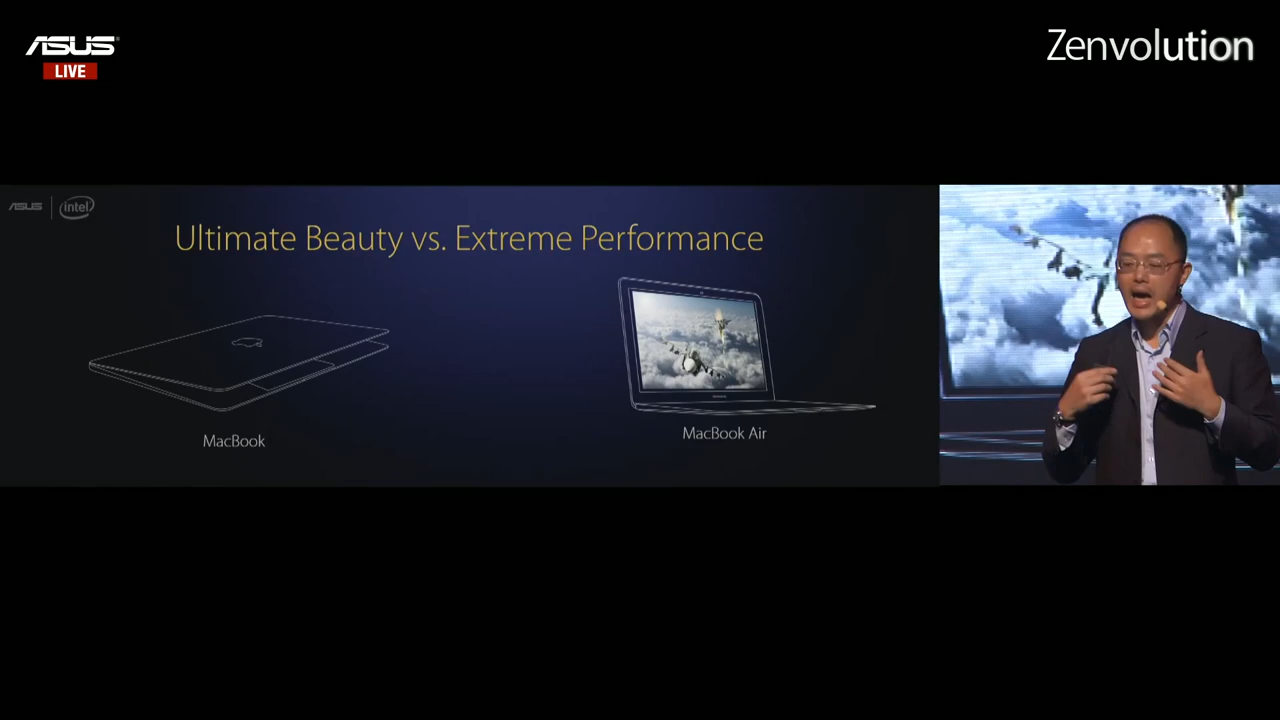 ASUS
LIVE
Zenvolution
ASUS
intel
Ultimate Beauty vs. Extreme Performance
MacBook
MacBook Air